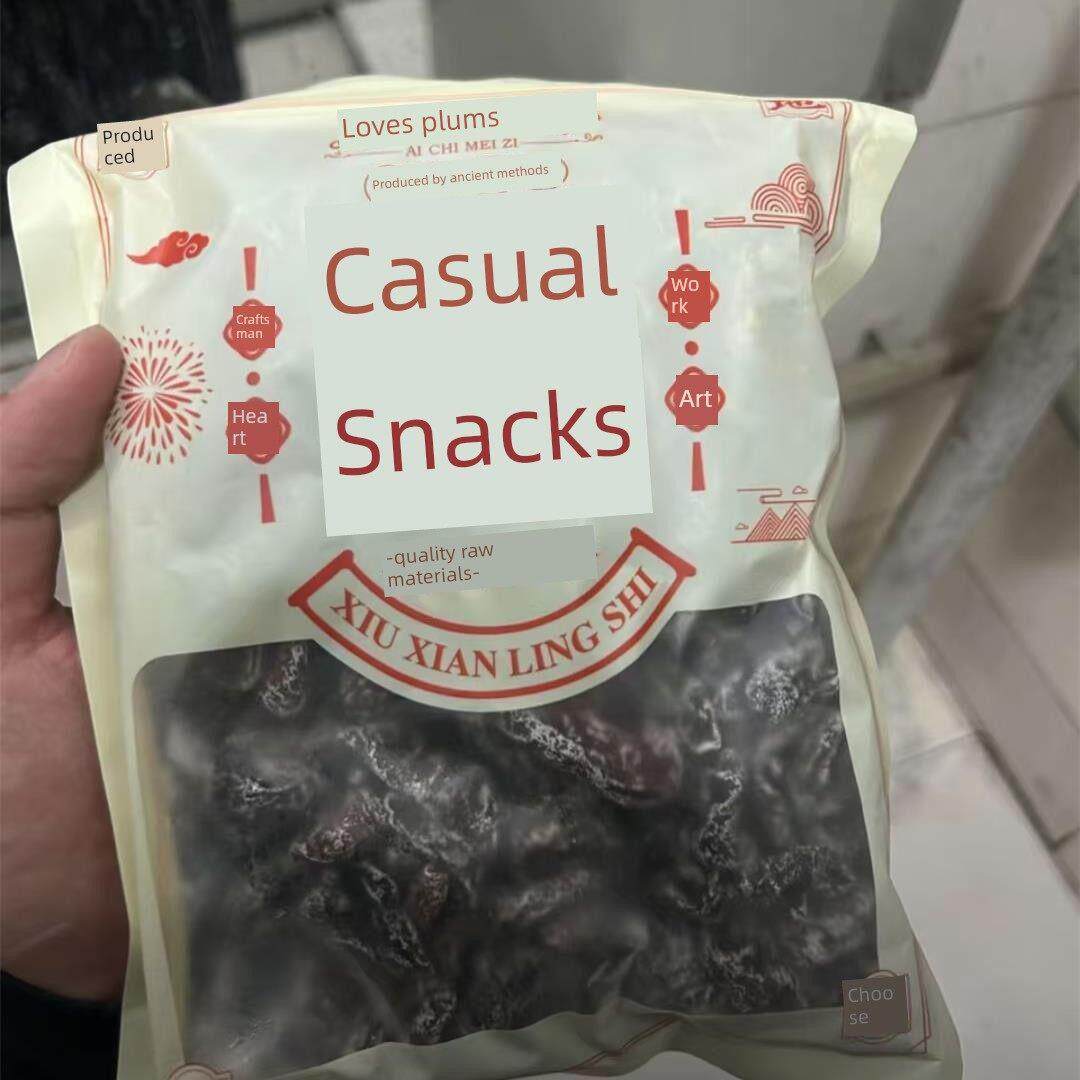 Produ
ced
Loves plums
AI CHI MEI ZI
(Produced by ancient methods)
Casual
Snacks
Crafts
man
Hea
rt
Wo
rk
Art
-quality raw
materials-
XIU XIAN LING SHI
Choo
se